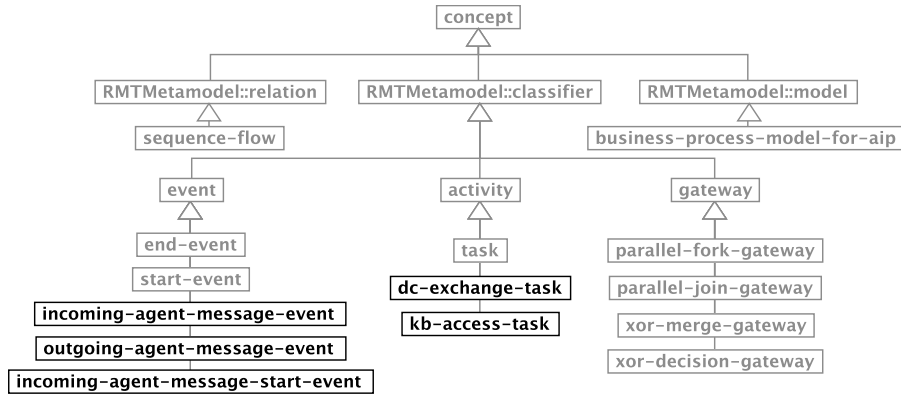 concept
RMTMetamodel::relation RMTMetamodel::classifier RMTMetamodel::model
sequence-flow business-process-model-for-aip
event activity gateway
end-event task parallel-fork-gateway
start-event dc-exchange-task parallel-join-gateway
incoming-agent-message-event kb-access-task xor-merge-gateway
outgoing-agent-message-event xor-decision-gateway
incoming-agent-message-start-event